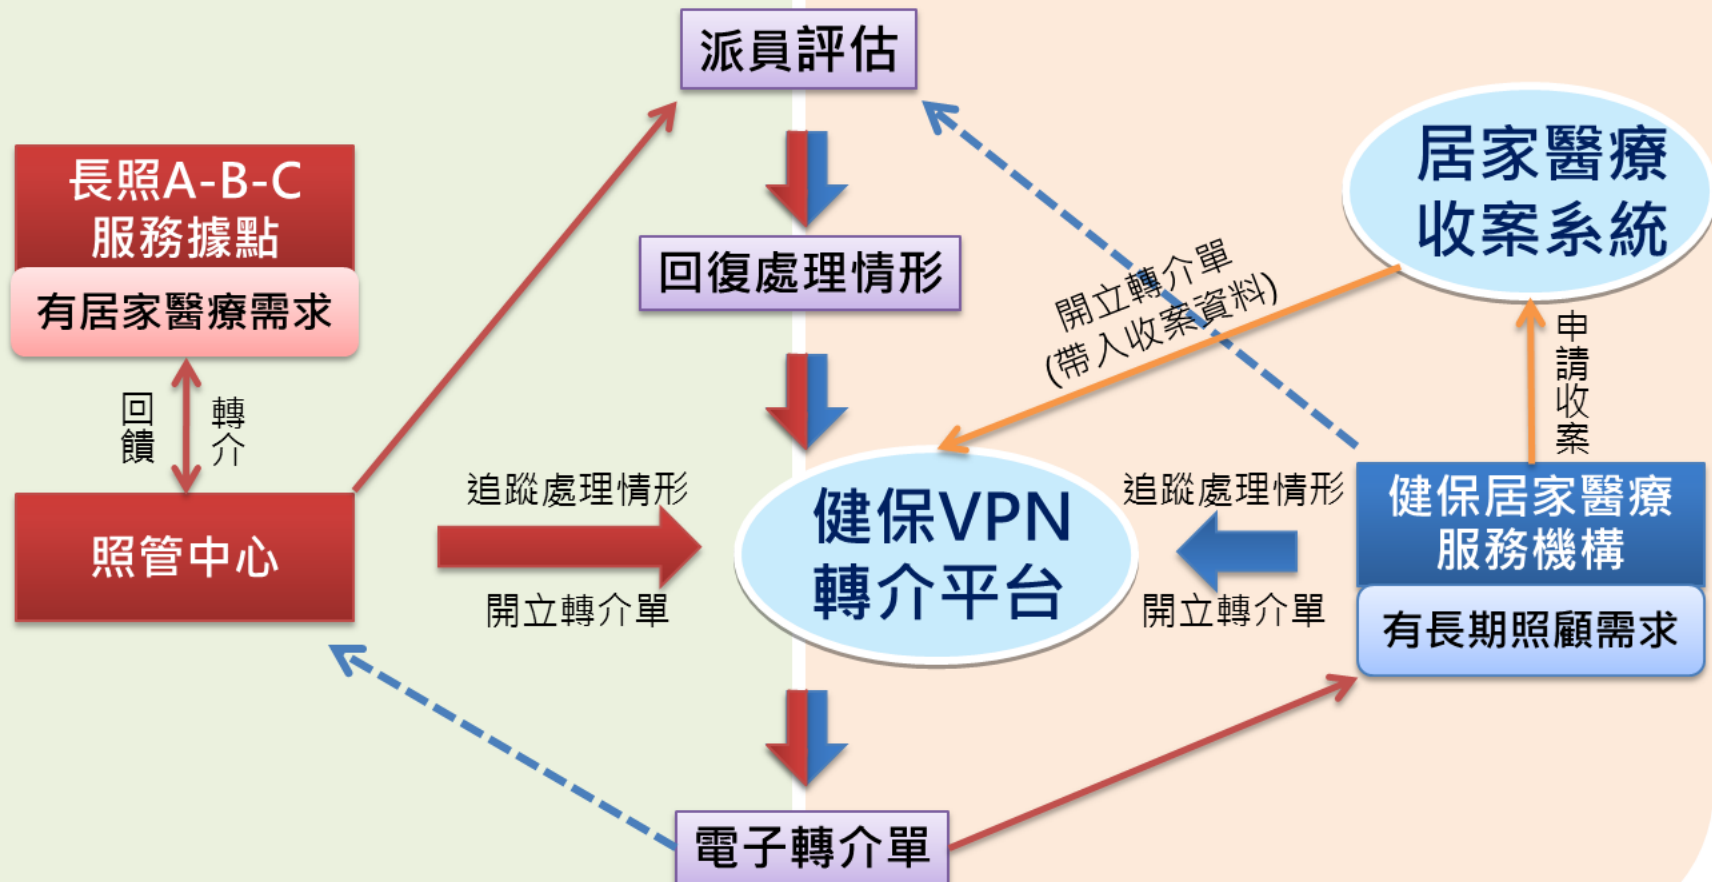 派員評估
長照A-B-C
服務據點
有居家醫療需求
回饋
轉介
照管中心
回復處理情形
居家醫療
收案系統
開立轉介單
(帶入收案資料)
申請收案
追蹤處理情形
開立轉介單
健保VPN
轉介平台
追蹤處理情形
開立轉介單
健保居家醫療
服務機構
有長期照顧需求
電子轉介單